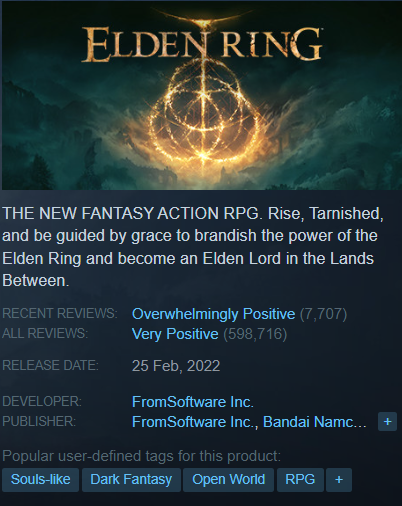 ELDEN RING
THE NEW FANTASY ACTION RPG. Rise, Tarnished,
and be guided by grace to brandish the power of the
Elden Ring and become an Elden Lord in the Lands
Between.
RECENT REVIEWS: Overwhelmingly Positive (7,707)
ALL REVIEWS: Very Positive (598,716)
RELEASE DATE: 25 Feb, 2022
DEVELOPER: FromSoftware Inc.
PUBLISHER: FromSoftware Inc., Bandai Namc... +
Popular user-defined tags for this product:
Souls-like Dark Fantasy Open World RPG +